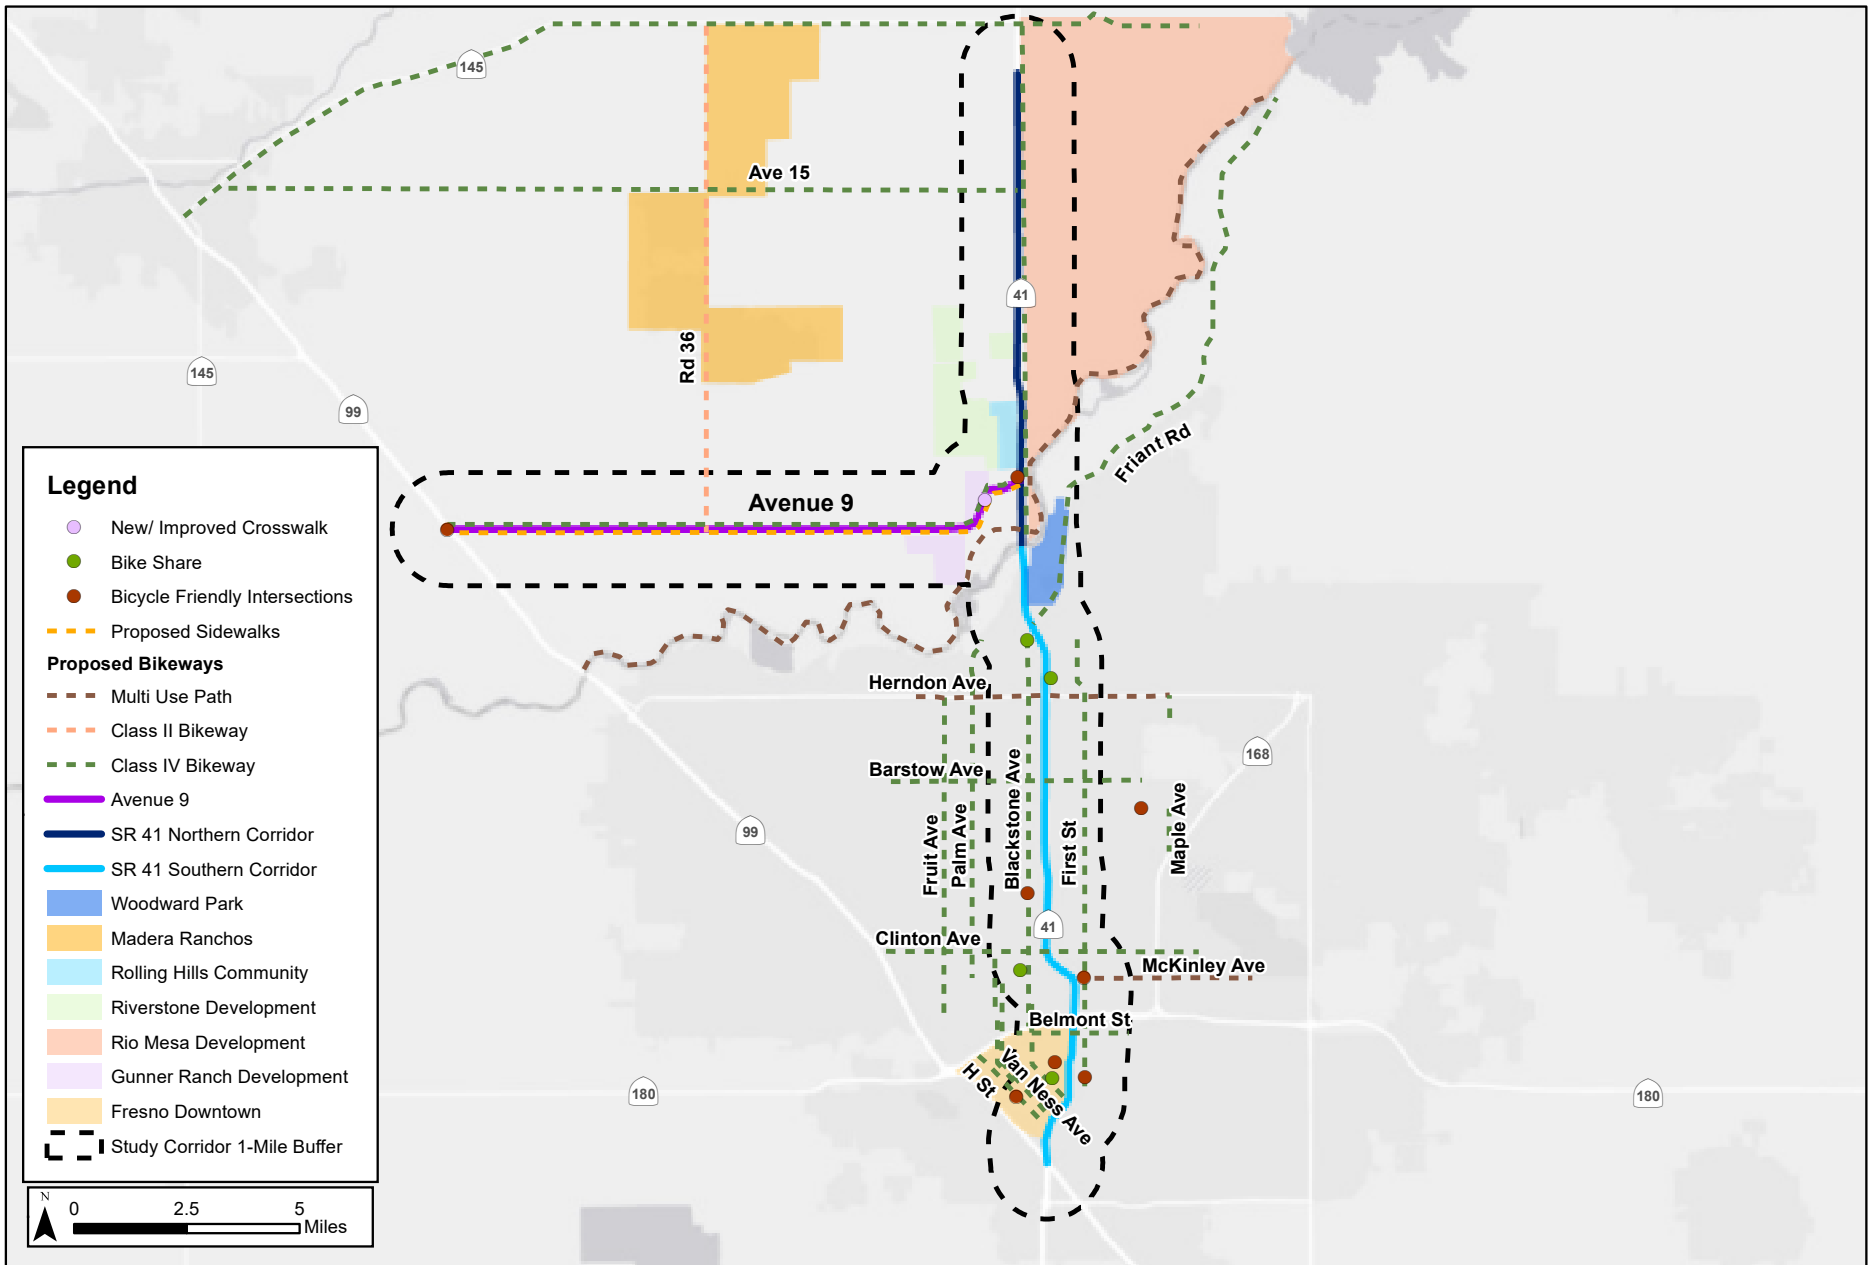 145
Ave 15
41
Rd 36
145
99
Friant Rd
Avenue 9
Legend
New/ Improved Crosswalk
Bike Share
Bicycle Friendly Intersections
Proposed Sidewalks
Proposed Bikeways
Multi Use Path
Class II Bikeway
Class IV Bikeway
Avenue 9
SR 41 Northern Corridor
SR 41 Southern Corridor
Woodward Park
Madera Ranchos
Rolling Hills Community
Riverstone Development
Rio Mesa Development
Gunner Ranch Development
Fresno Downtown
Study Corridor 1-Mile Buffer
N
0 2.5 5
Miles
Herndon Ave
168
Barstow Ave
99
Fruit Ave
Palm Ave
Blackstone Ave
First St
Maple Ave
41
Clinton Ave
McKinley Ave
Belmont St
Van Ness Ave
H St
180
180